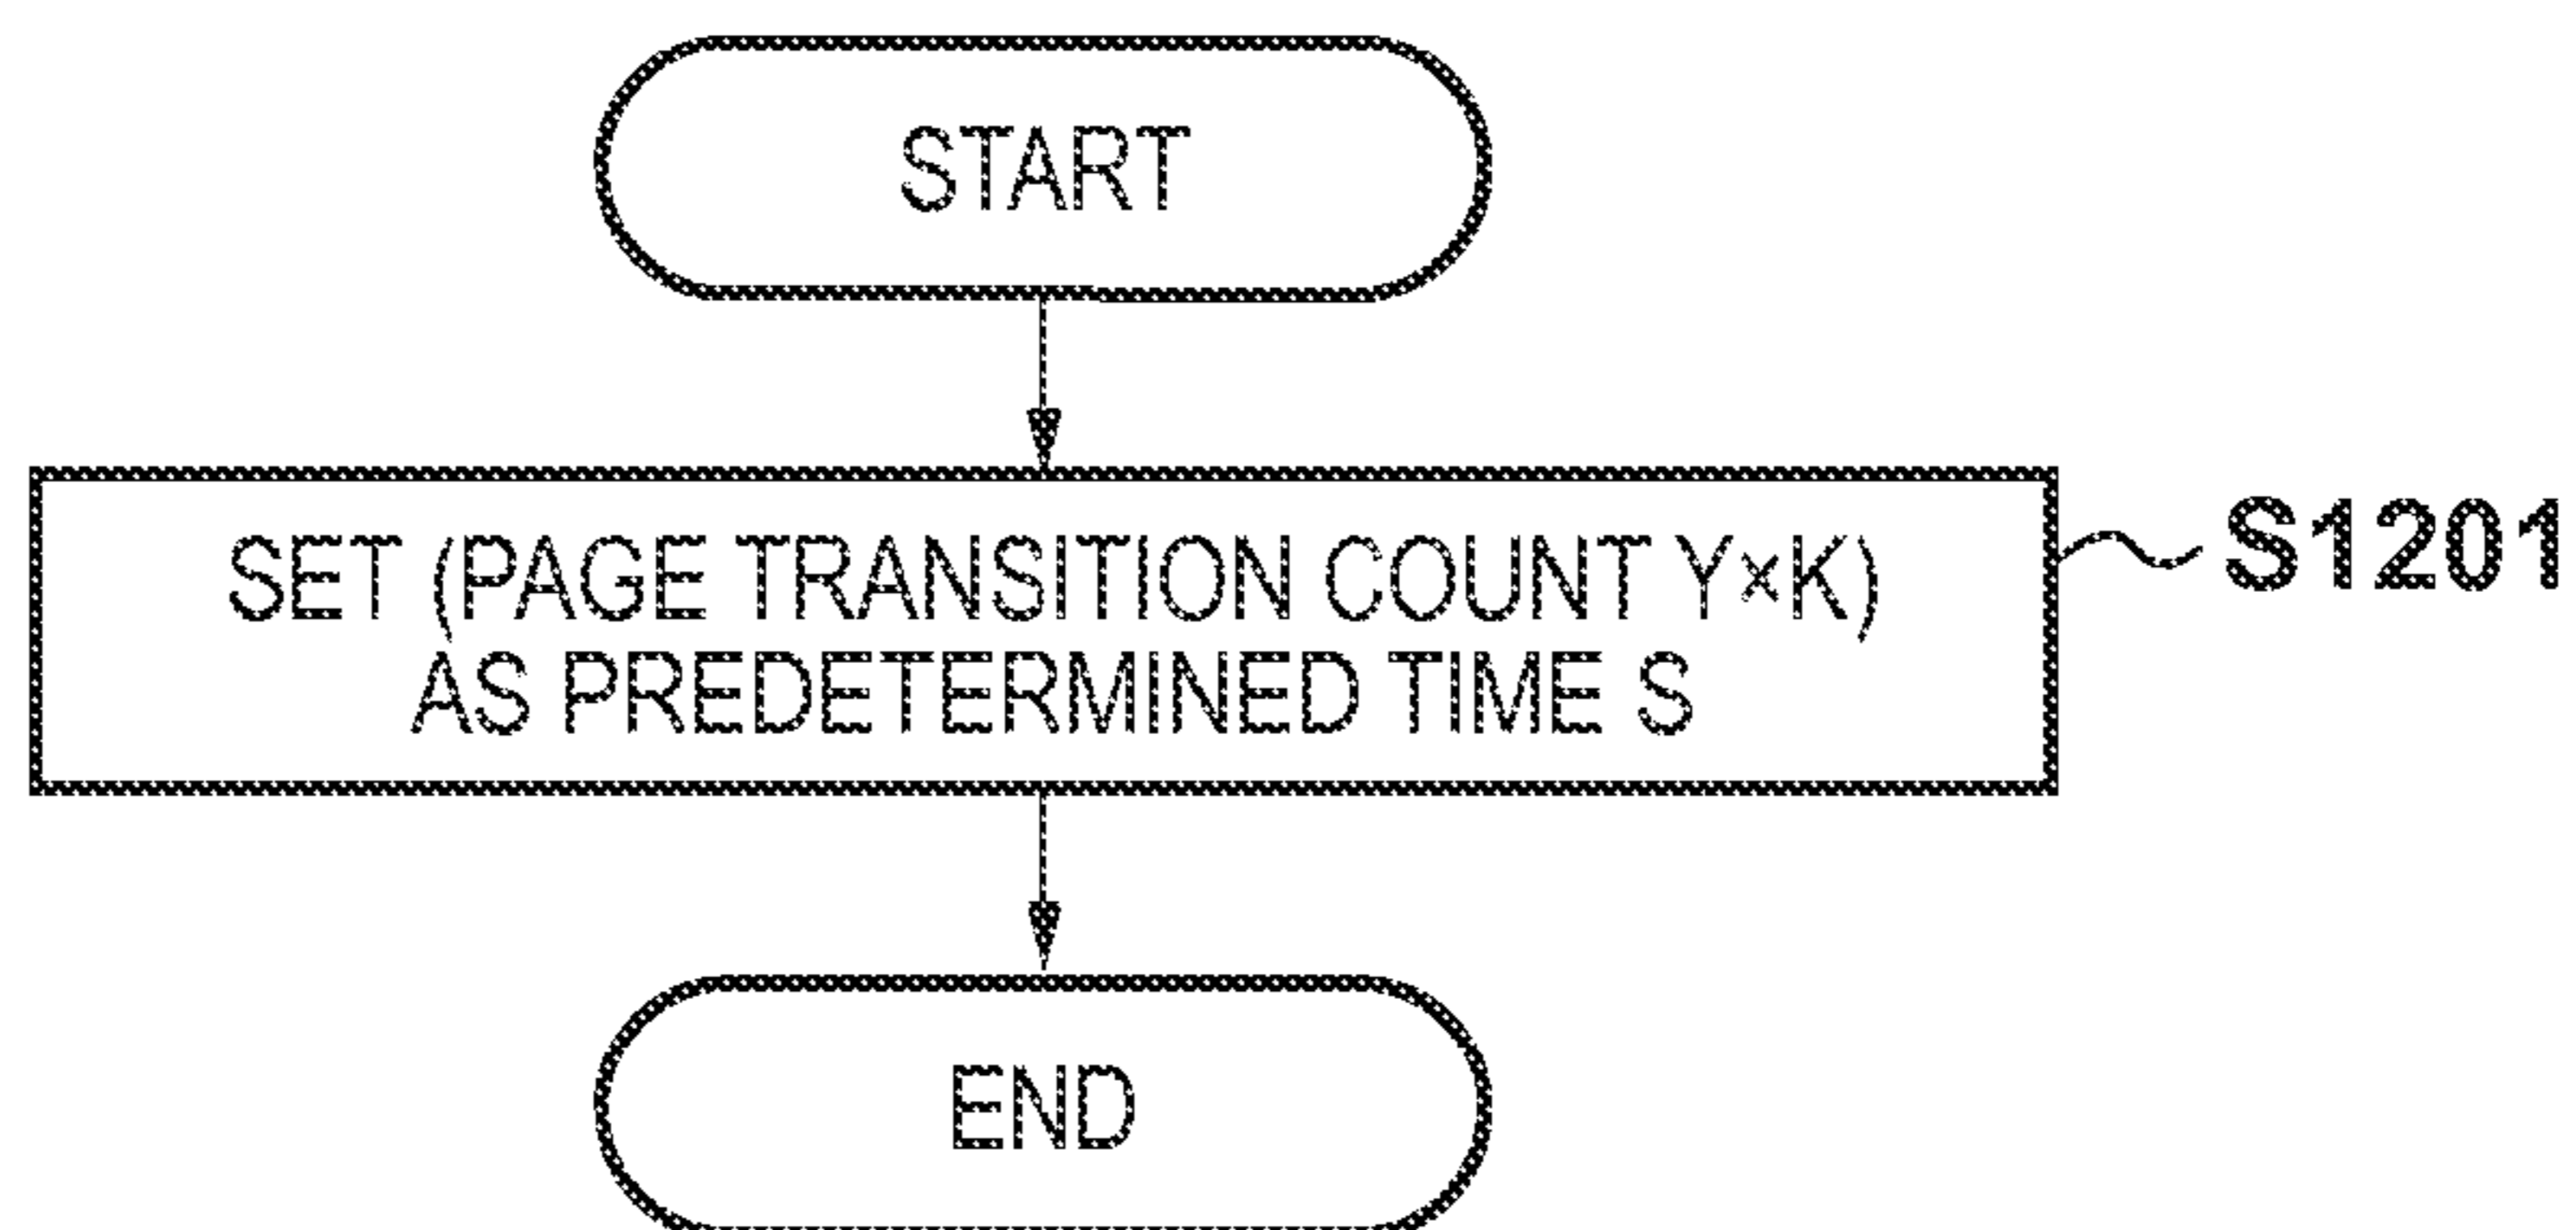 START
SET (PAGE TRANSITION COUNT Y×K)
AS PREDETERMINED TIME S
S1201
END